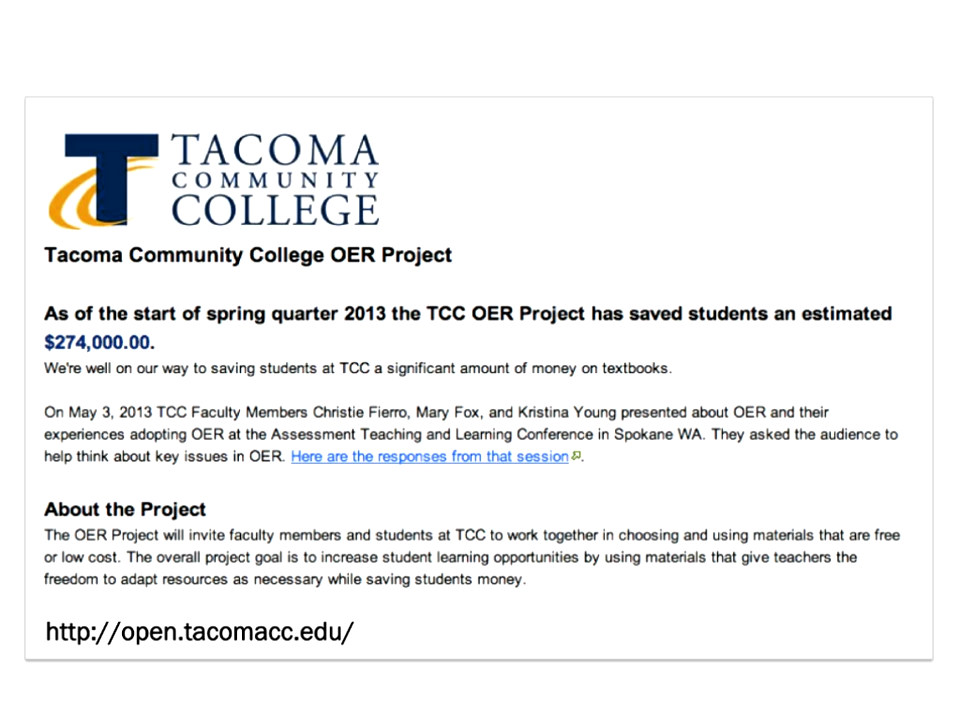 TACOMA
COMMUNITY
COLLEGE
Tacoma Community College OER Project
As of the start of spring quarter 2013 the TCC OER Project has saved students an estimated
$274,000.00.
We're well on our way to saving students at TCC a significant amount of money on textbooks.
On May 3, 2013 TCC Faculty Members Christie Fierro, Mary Fox, and Kristina Young presented about OER and their
experiences adopting OER at the Assessment Teaching and Learning Conference in Spokane WA. They asked the audience to
help think about key issues in OER. Here are the responses from that session.
About the Project
The OER Project will invite faculty members and students at TCC to work together in choosing and using materials that are free
or low cost. The overall project goal is to increase student learning opportunities by using materials that give teachers the
freedom to adapt resources as necessary while saving students money.
http://open.tacomacc.edu/